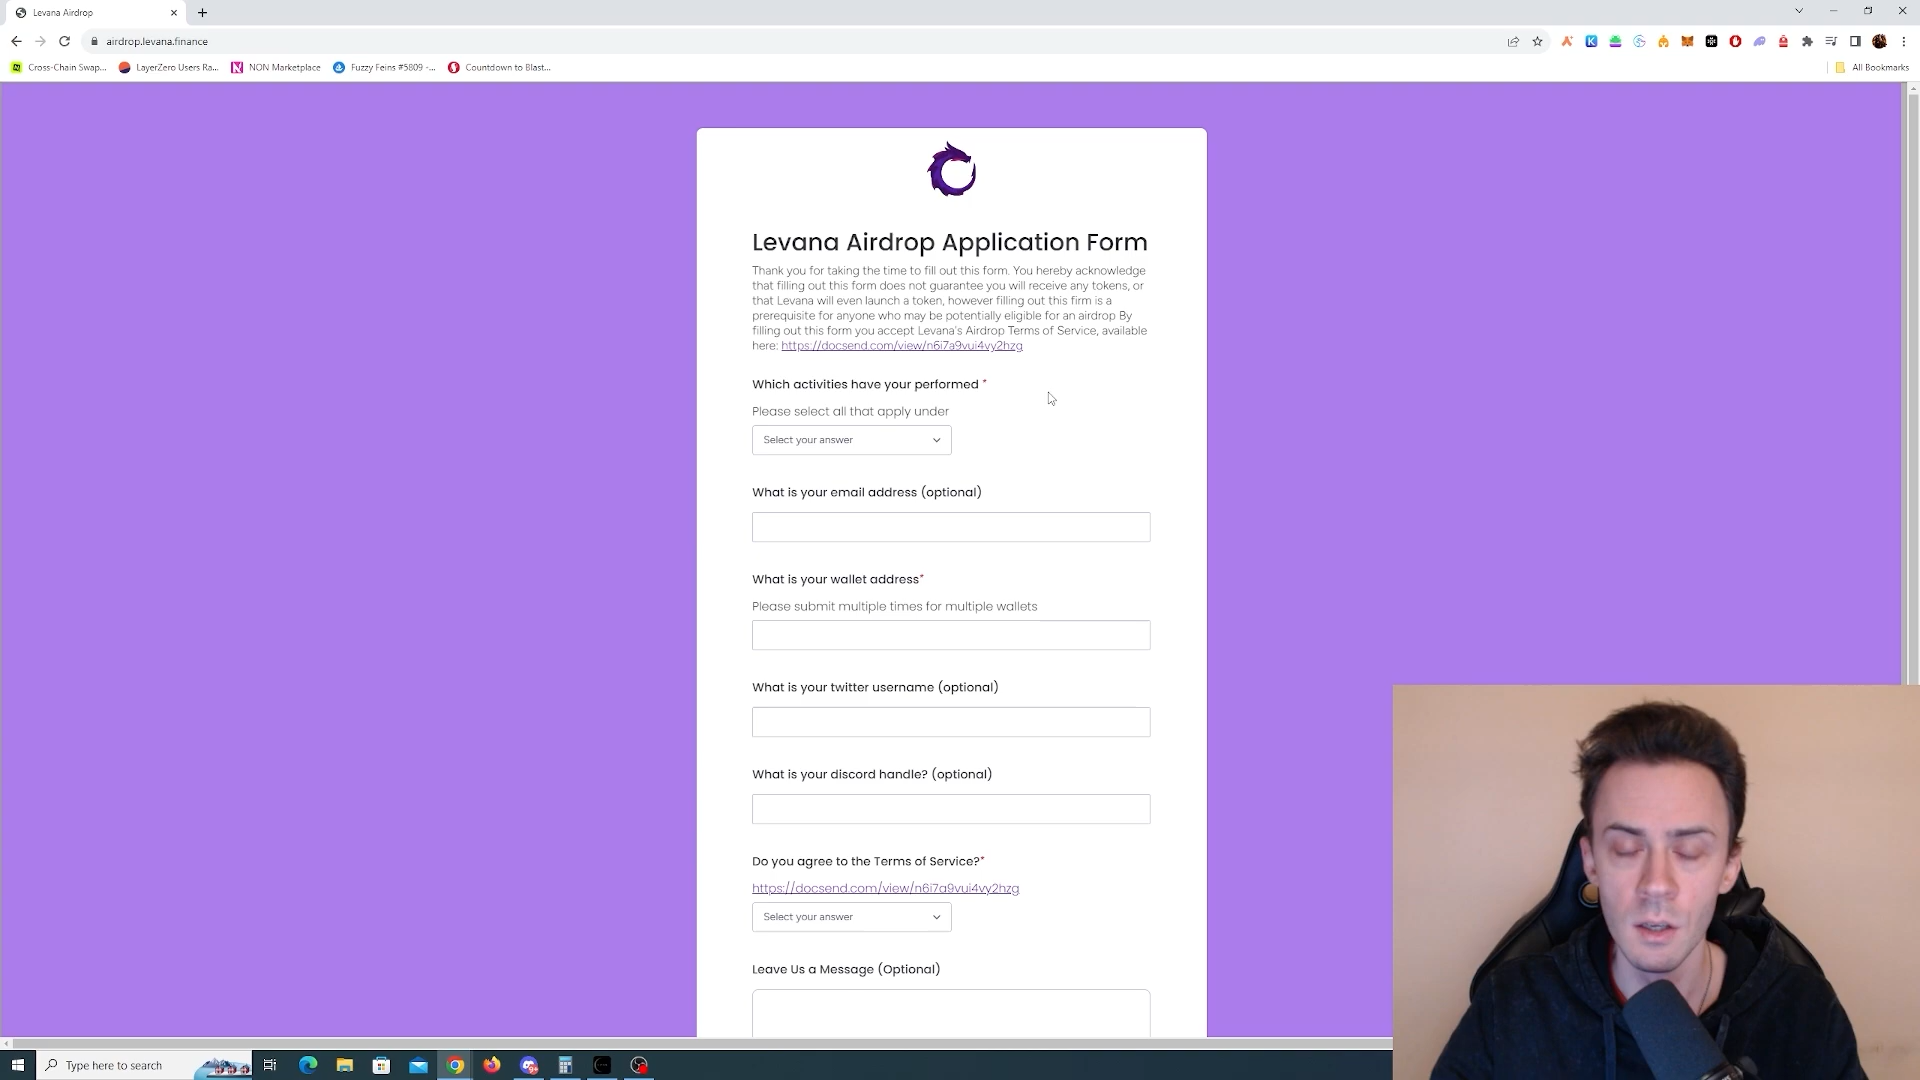 Levana Airdrop
airdrop.levana.finance
Cross-Chain Swap...
LayerZero Users Ra...
NON Marketplace
Fuzzy Feins #5809 -...
Countdown to Blast...
All Bookmarks
Levana Airdrop Application Form
Thank you for taking the time to fill out this form. You hereby acknowledge
that filling out this form does not guarantee you will receive any tokens, or
that Levana will even launch a token, however filling out this firm is a
prerequisite for anyone who may be potentially eligible for an airdrop By
filling out this form you accept Levana's Airdrop Terms of Service, available
here: https://docsend.com/view/n6i7a9vui4vy2hzg
Which activities have your performed *
Please select all that apply under
Select your answer
What is your email address (optional)
What is your wallet address*
Please submit multiple times for multiple wallets
What is your twitter username (optional)
What is your discord handle? (optional)
Do you agree to the Terms of Service?*
https://docsend.com/view/n6i7a9vui4vy2hzg
Select your answer
Leave Us a Message (Optional)
Type here to search